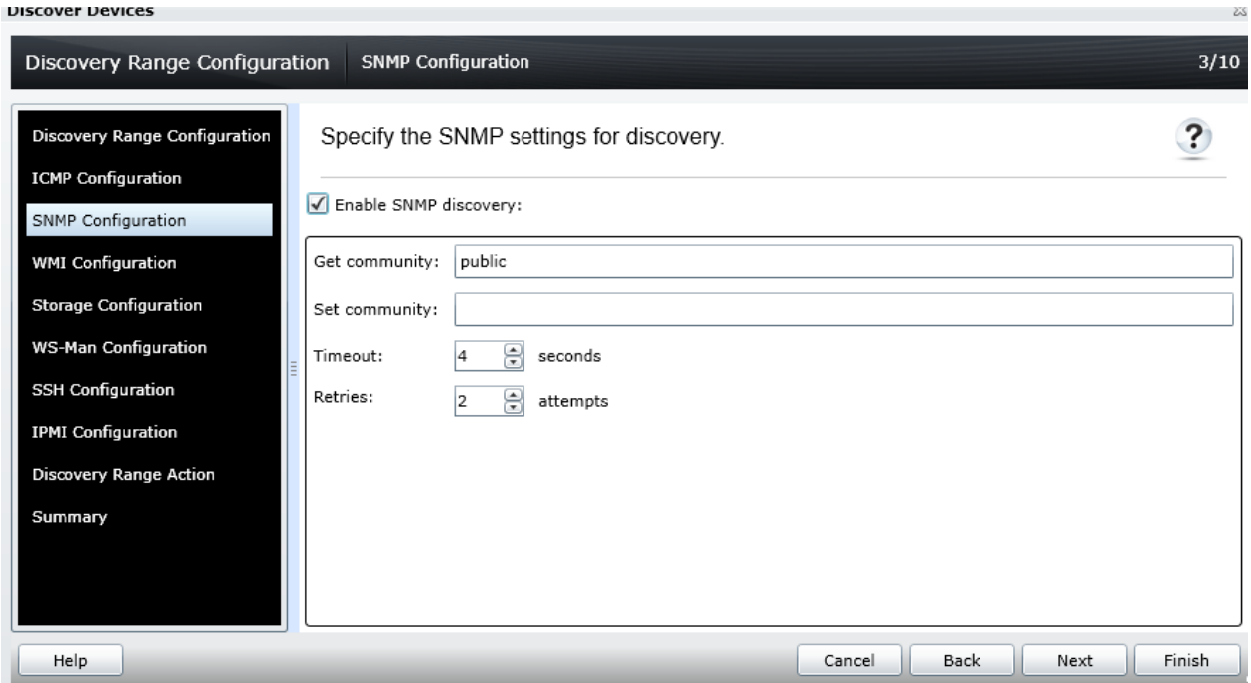 Discover Devices
Discovery Range Configuration SNMP Configuration 3/10
Discovery Range Configuration
ICMP Configuration
SNMP Configuration
WMI Configuration
Storage Configuration
WS-Man Configuration
SSH Configuration
IPMI Configuration
Discovery Range Action
Summary
Specify the SNMP settings for discovery.
?
Enable SNMP discovery:
Get community: public
Set community:
Timeout: 4 seconds
Retries: 2 attempts
Help Cancel Back Next Finish